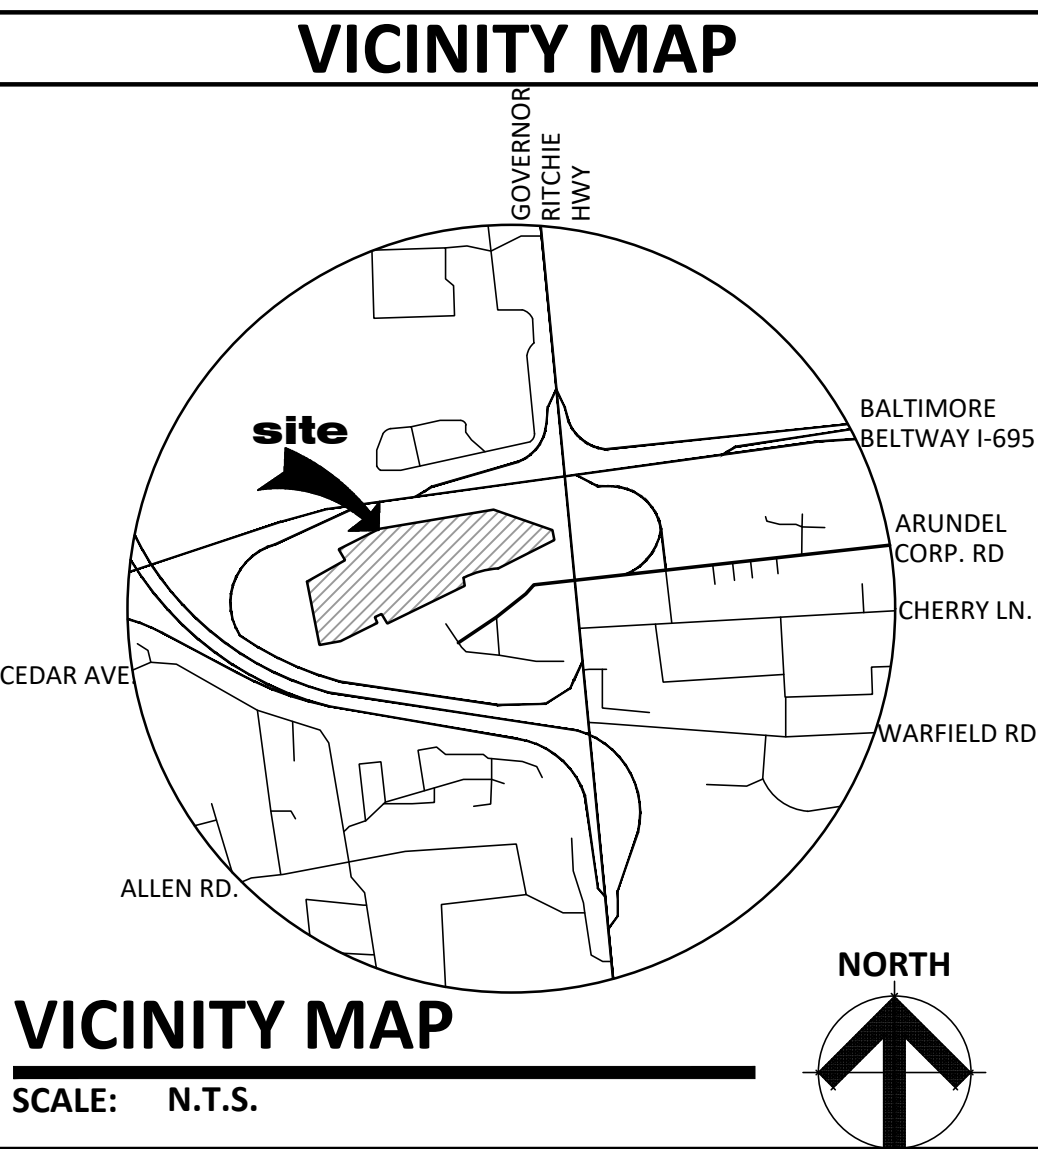 VICINITY MAP
GOVERNOR
RITCHIE
HWY
BALTIMORE
BELTWAY I-695
site
ARUNDEL
CORP. RD
CHERRY LN.
CEDAR AVE.
WARFIELD RD
ALLEN RD.
NORTH
VICINITY MAP
SCALE: N.T.S.